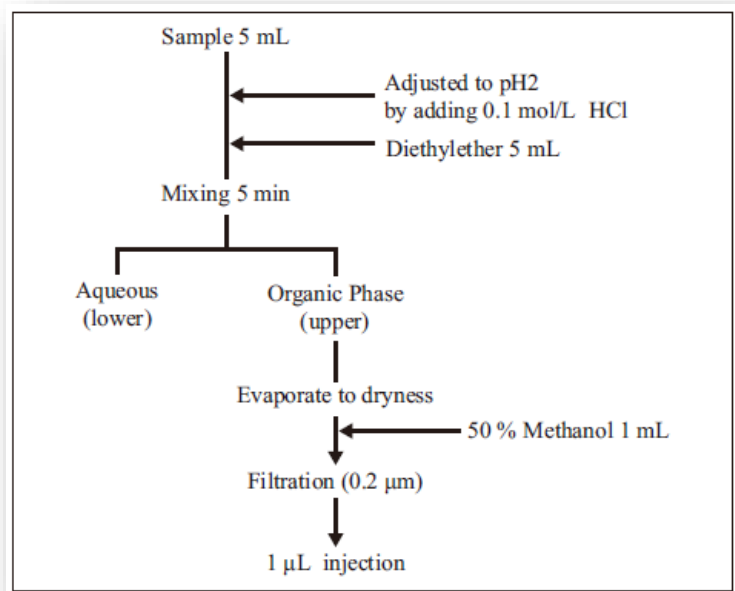 Sample 5 mL
Adjusted to pH2
by adding 0.1 mol/L HCl
Diethylether 5 mL
Mixing 5 min
Aqueous
(lower)
Organic Phase
(upper)
Evaporate to dryness
50 % Methanol 1 mL
Filtration (0.2 μm)
1 μL injection